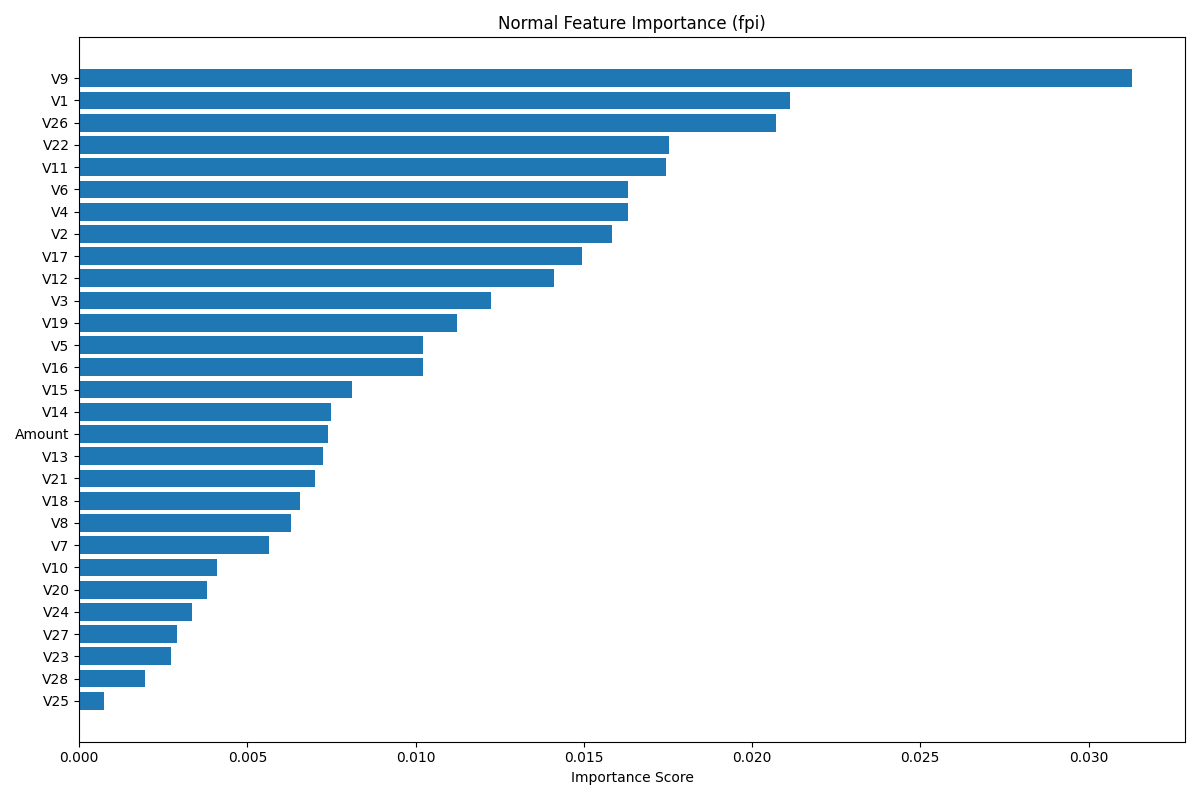 Normal Feature Importance (fpi)
V9
V1
V26
V22
V11
V6
V4
V2
V17
V12
V3
V19
V5
V16
V15
V14
Amount
V13
V21
V18
V8
V7
V10
V20
V24
V27
V23
V28
V25
0.000 0.005 0.010 0.015 0.020 0.025 0.030
Importance Score